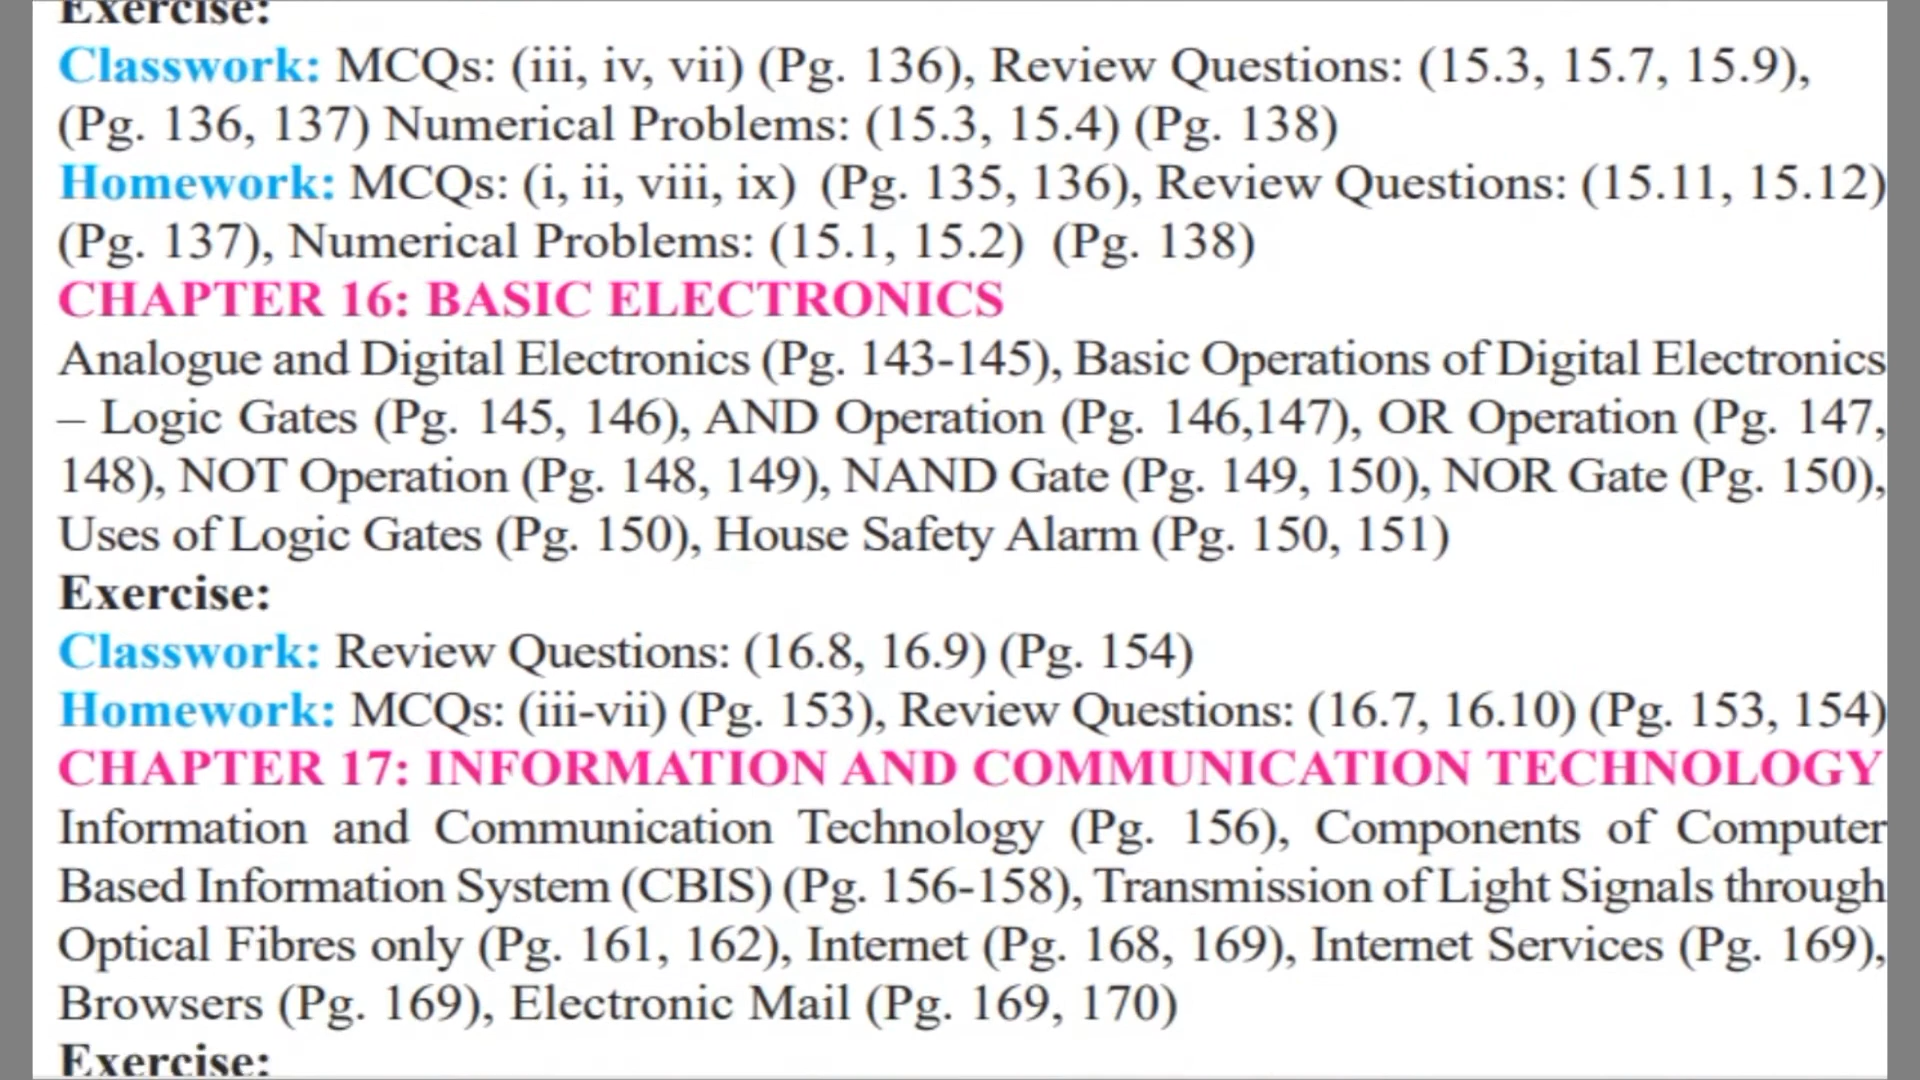 Exercise:
Classwork: MCQs: (iii, iv, vii) (Pg. 136), Review Questions: (15.3, 15.7, 15.9),
(Pg. 136, 137) Numerical Problems: (15.3, 15.4) (Pg. 138)
Homework: MCQs: (i, ii, viii, ix) (Pg. 135, 136), Review Questions: (15.11, 15.12)
(Pg. 137), Numerical Problems: (15.1, 15.2) (Pg. 138)
CHAPTER 16: BASIC ELECTRONICS
Analogue and Digital Electronics (Pg. 143-145), Basic Operations of Digital Electronics
– Logic Gates (Pg. 145, 146), AND Operation (Pg. 146,147), OR Operation (Pg. 147,
148), NOT Operation (Pg. 148, 149), NAND Gate (Pg. 149, 150), NOR Gate (Pg. 150),
Uses of Logic Gates (Pg. 150), House Safety Alarm (Pg. 150, 151)
Exercise:
Classwork: Review Questions: (16.8, 16.9) (Pg. 154)
Homework: MCQs: (iii-vii) (Pg. 153), Review Questions: (16.7, 16.10) (Pg. 153, 154)
CHAPTER 17: INFORMATION AND COMMUNICATION TECHNOLOGY
Information and Communication Technology (Pg. 156), Components of Computer
Based Information System (CBIS) (Pg. 156-158), Transmission of Light Signals through
Optical Fibres only (Pg. 161, 162), Internet (Pg. 168, 169), Internet Services (Pg. 169),
Browsers (Pg. 169), Electronic Mail (Pg. 169, 170)
Exercise: